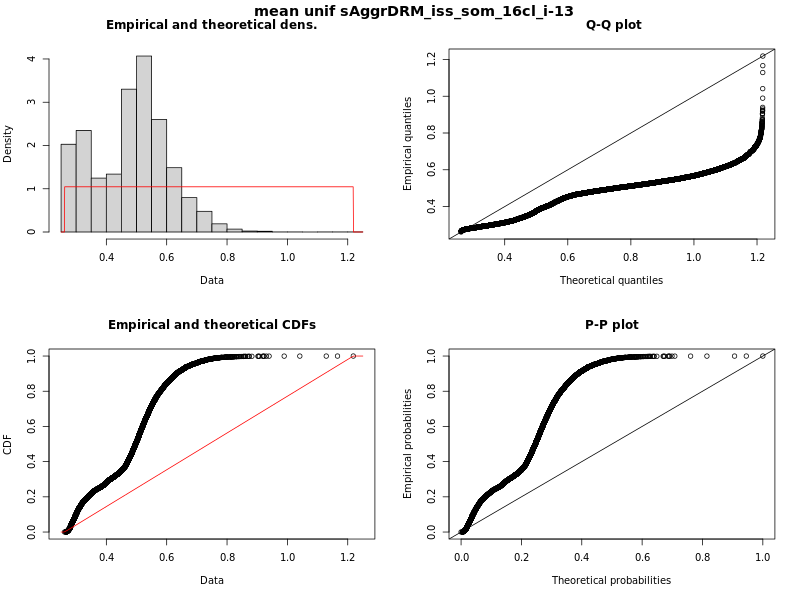 mean unif sAggrDRM_iss_som_16cl_i-13
Empirical and theoretical dens.
Density
0 1 2 3 4
0.4 0.6 0.8 1.0 1.2
Data
Q-Q plot
Empirical quantiles
0.4 0.6 0.8 1.0 1.2
0.4 0.6 0.8 1.0 1.2
Theoretical quantiles
Empirical and theoretical CDFs
CDF
0.0 0.2 0.4 0.6 0.8 1.0
0.4 0.6 0.8 1.0 1.2
Data
P-P plot
Empirical probabilities
0.0 0.2 0.4 0.6 0.8 1.0
0.0 0.2 0.4 0.6 0.8 1.0
Theoretical probabilities